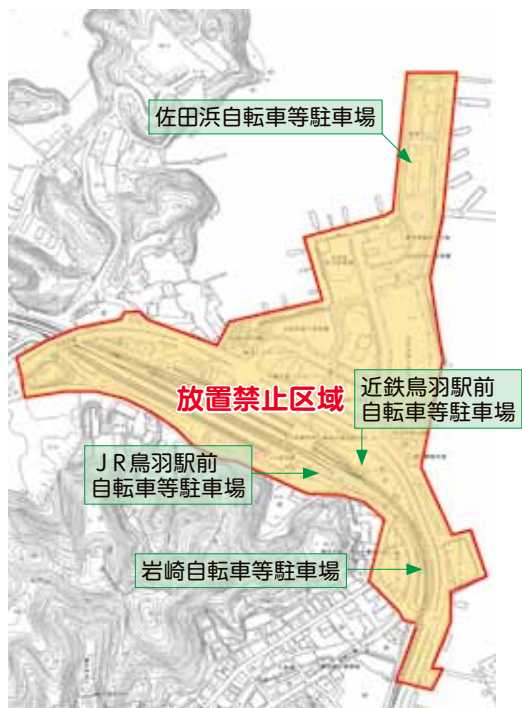 佐田浜自転車等駐車場
放置禁止区域
近鉄鳥羽駅前
自転車等駐車場
ＪＲ鳥羽駅前
自転車等駐車場
岩崎自転車等駐車場